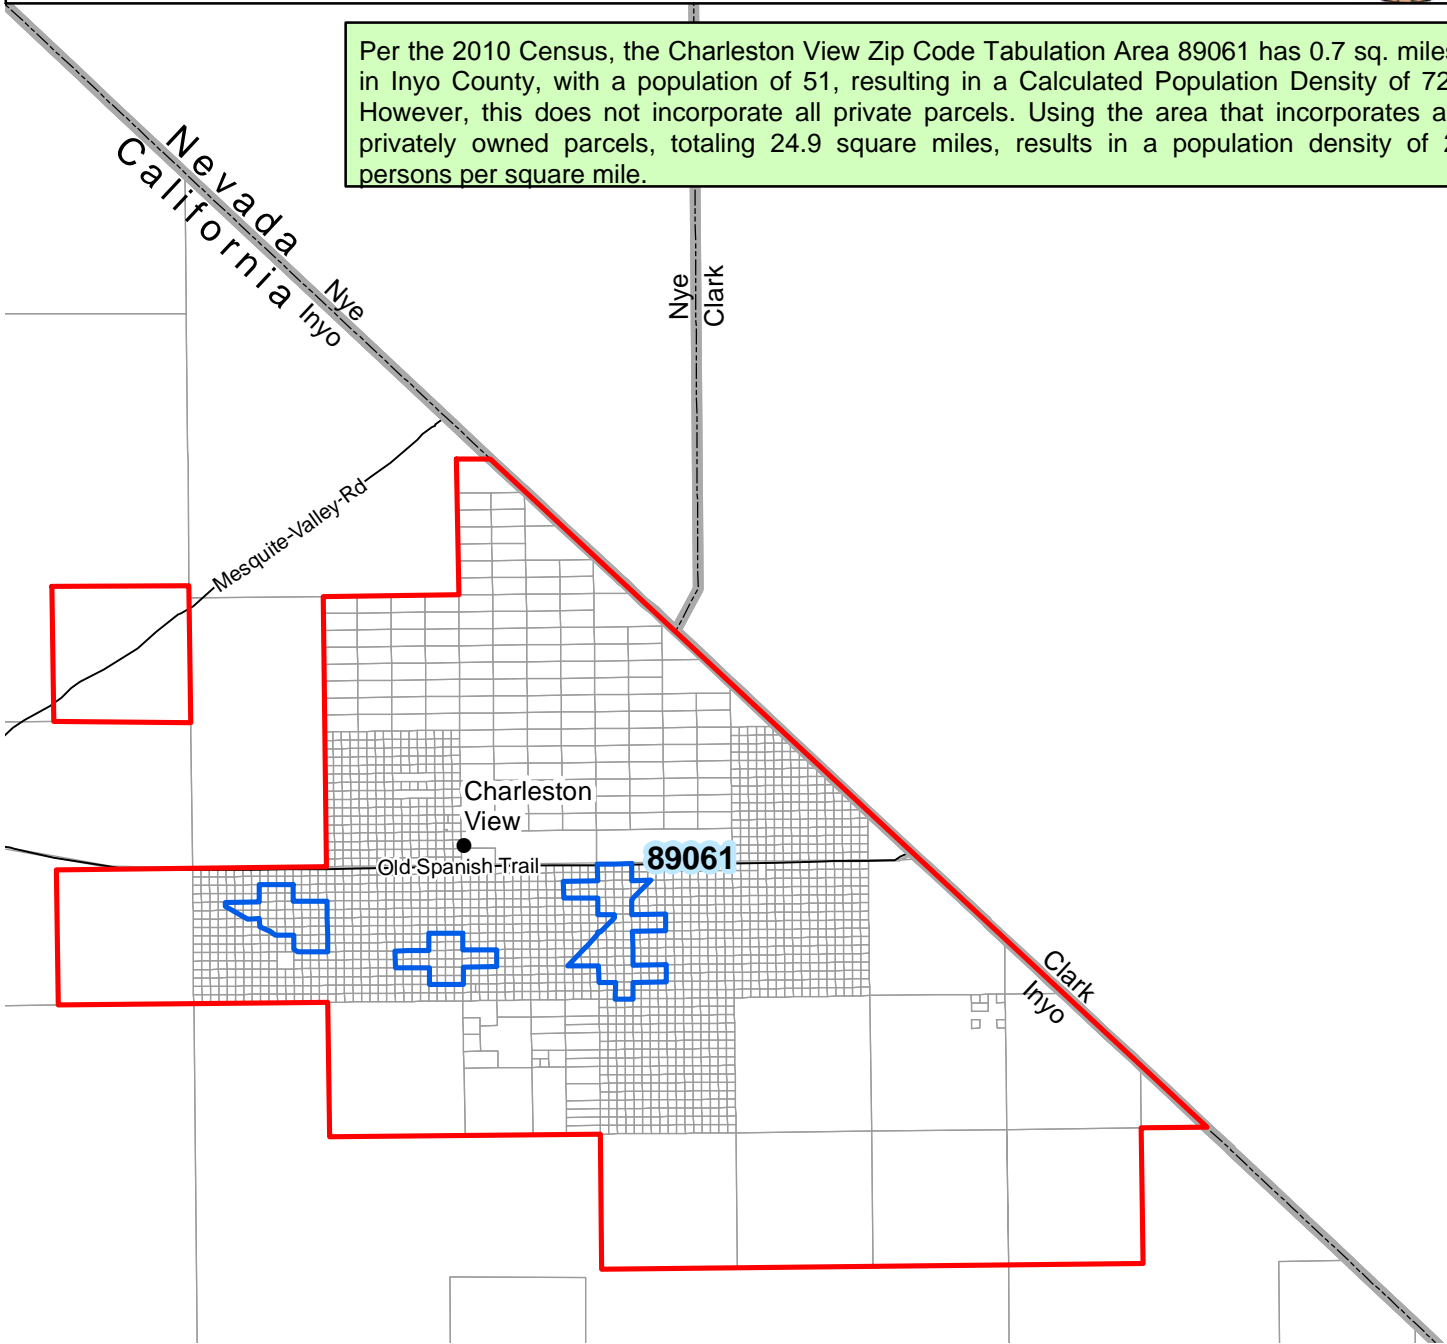 Per the 2010 Census, the Charleston View Zip Code Tabulation Area 89061 has 0.7 sq. miles
in Inyo County, with a population of 51, resulting in a Calculated Population Density of 72
However, this does not incorporate all private parcels. Using the area that incorporates a
privately owned parcels, totaling 24.9 square miles, results in a population density of 2
persons per square mile.
Nevada
California
Nye
Inyo
Nye
Clark
Mesquite-Valley-Rd
Charleston
View
Old-Spanish-Trail
89061
Clark
Inyo